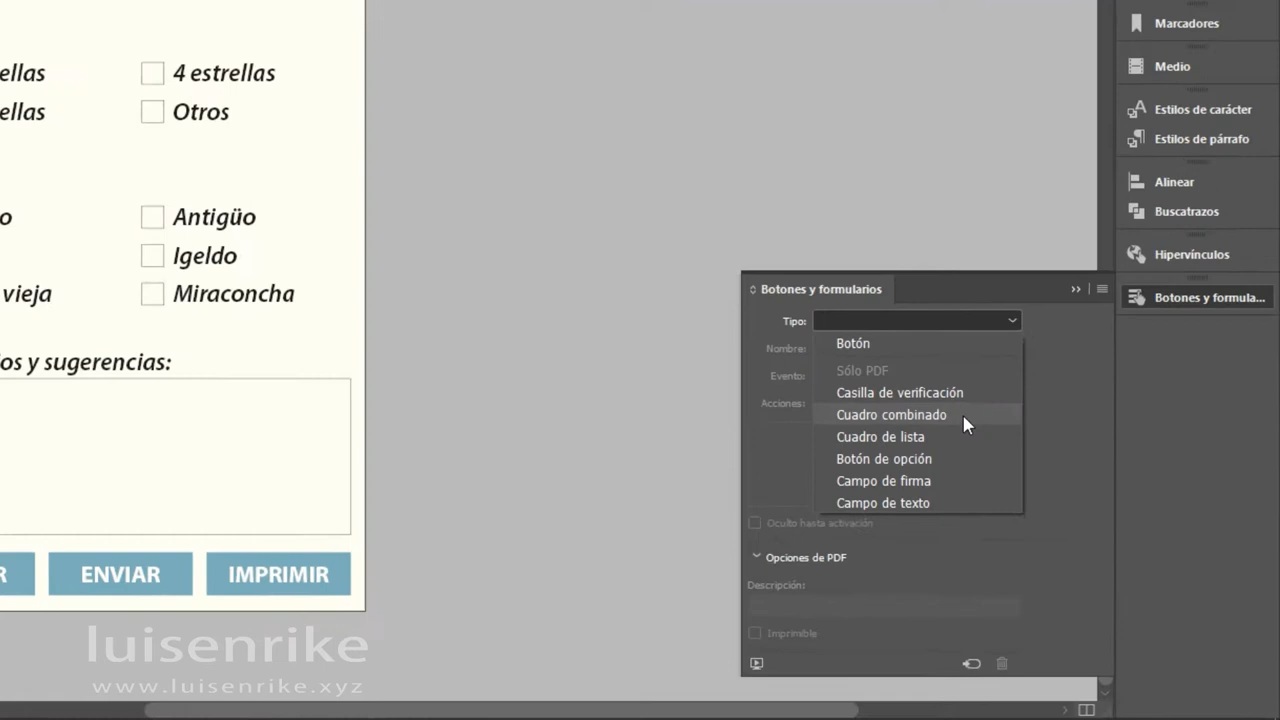 ellas
4 estrellas
ellas
Otros
o
Antigüo
Igeldo
vieja
Miraconcha
os y sugerencias:
R
ENVIAR
IMPRIMIR
luisenrike
www.luisenrike.xyz
Botones y formularios
Tipo:
Nombre:
Evento:
Acciones:
Botón
Sólo PDF
Casilla de verificación
Cuadro combinado
Cuadro de lista
Botón de opción
Campo de firma
Campo de texto
Oculto hasta activación
Opciones de PDF
Descripción:
Imprimible
Marcadores
Medio
Estilos de carácter
Estilos de párrafo
Alinear
Buscatrazos
Hipervínculos
Botones y formula...